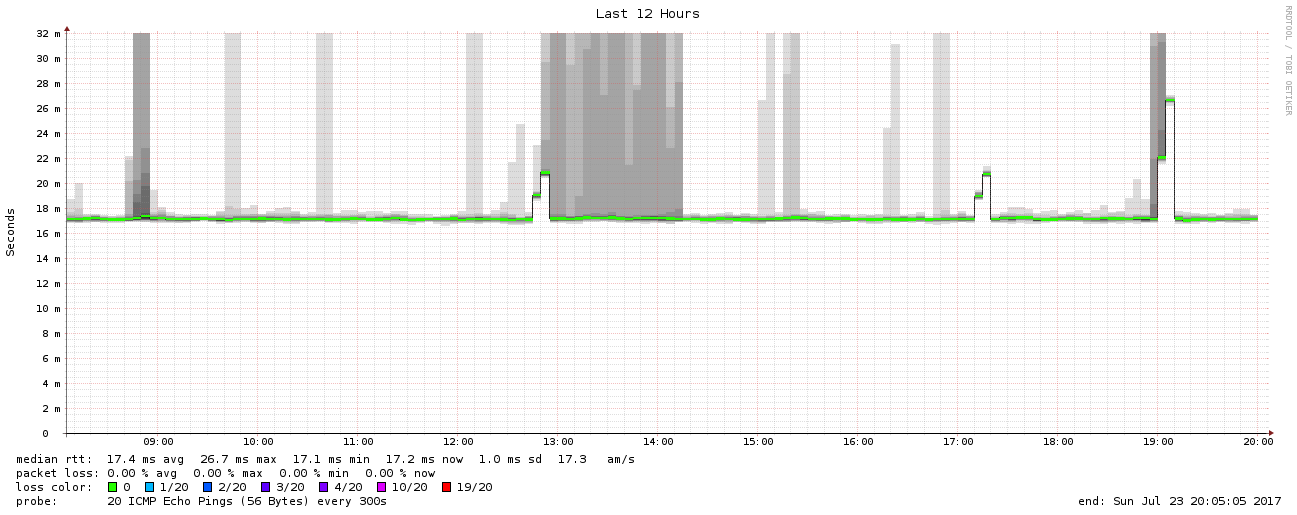 Last 12 Hours
RRDTOOL / TOBI OETIKER
Seconds
32 m
30 m
28 m
26 m
24 m
22 m
20 m
18 m
16 m
14 m
12 m
10 m
8 m
6 m
4 m
2 m
0
09:00 10:00 11:00 12:00 13:00 14:00 15:00 16:00 17:00 18:00 19:00 20:00
median rtt: 17.4 ms avg 26.7 ms max 17.1 ms min 17.2 ms now 1.0 ms sd 17.3 am/s
packet loss: 0.00 % avg 0.00 % max 0.00 % min 0.00 % now
loss color: 0 1/20 2/20 3/20 4/20 10/20 19/20
probe: 20 ICMP Echo Pings (56 Bytes) every 300s end: Sun Jul 23 20:05:05 2017